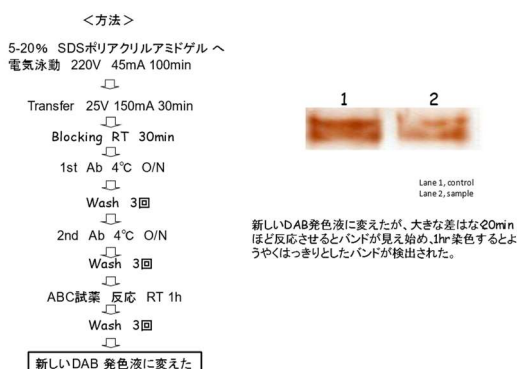 ＜方法＞
5-20% SDSポリアクリルアミドゲル へ
電気泳動 220V 45mA 100min
Transfer 25V 150mA 30min
Blocking RT 30min
1st Ab 4℃ O/N
Wash 3回
2nd Ab 4℃ O/N
Wash 3回
ABC試薬 反応 RT 1h
Wash 3回
新しいDAB 発色液に変えた
1 2
Lane 1, control
Lane 2, sample
新しいDAB発色液に変えたが、大きな差はなく20min
ほど反応させるとバンドが見え始め、1hr染色するとよ
うやくはっきりとしたバンドが検出された。